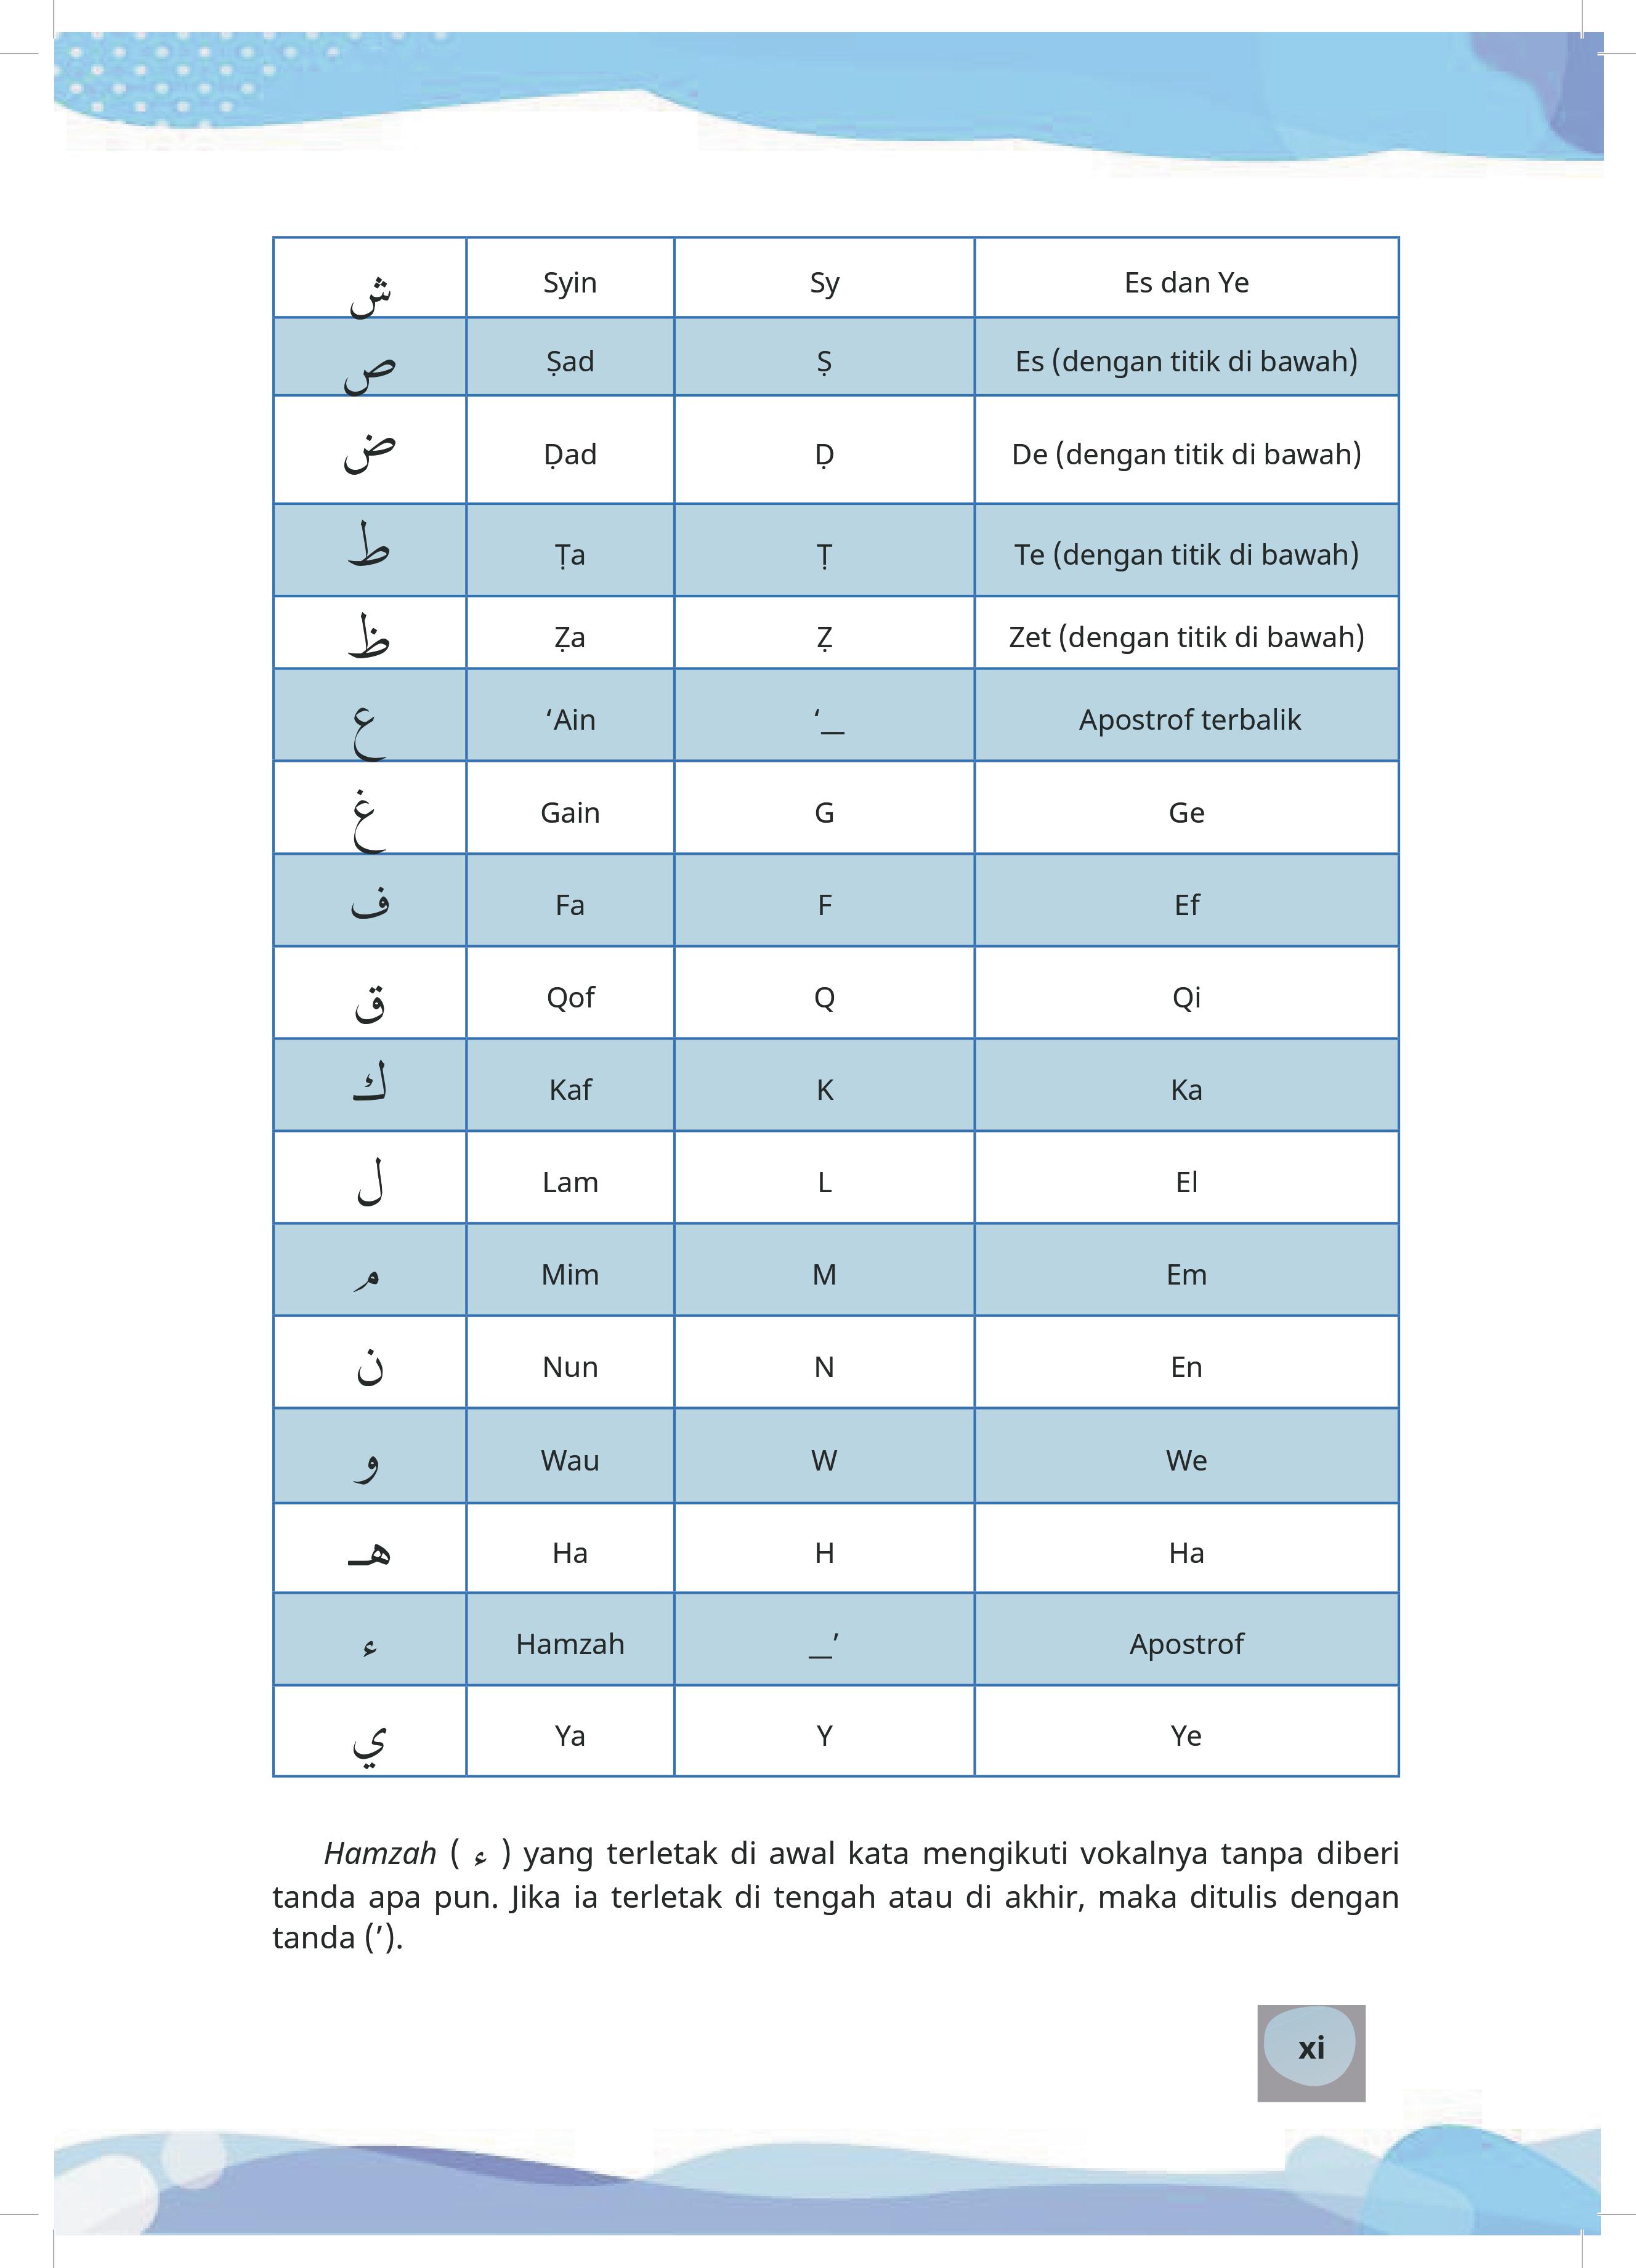 ش Syin Sy Es dan Ye
ص Ṣad Ṣ Es (dengan titik di bawah)
ض Ḍad Ḍ De (dengan titik di bawah)
ط Ṭa Ṭ Te (dengan titik di bawah)
ظ Ẓa Ẓ Zet (dengan titik di bawah)
ع ‘Ain ‘_ Apostrof terbalik
غ Gain G Ge
ف Fa F Ef
ق Qof Q Qi
ك Kaf K Ka
ل Lam L El
م Mim M Em
ن Nun N En
و Wau W We
هـ Ha H Ha
ء Hamzah _’ Apostrof
ي Ya Y Ye
Hamzah ( ء ) yang terletak di awal kata mengikuti vokalnya tanpa diberi
tanda apa pun. Jika ia terletak di tengah atau di akhir, maka ditulis dengan
tanda (’).
xi